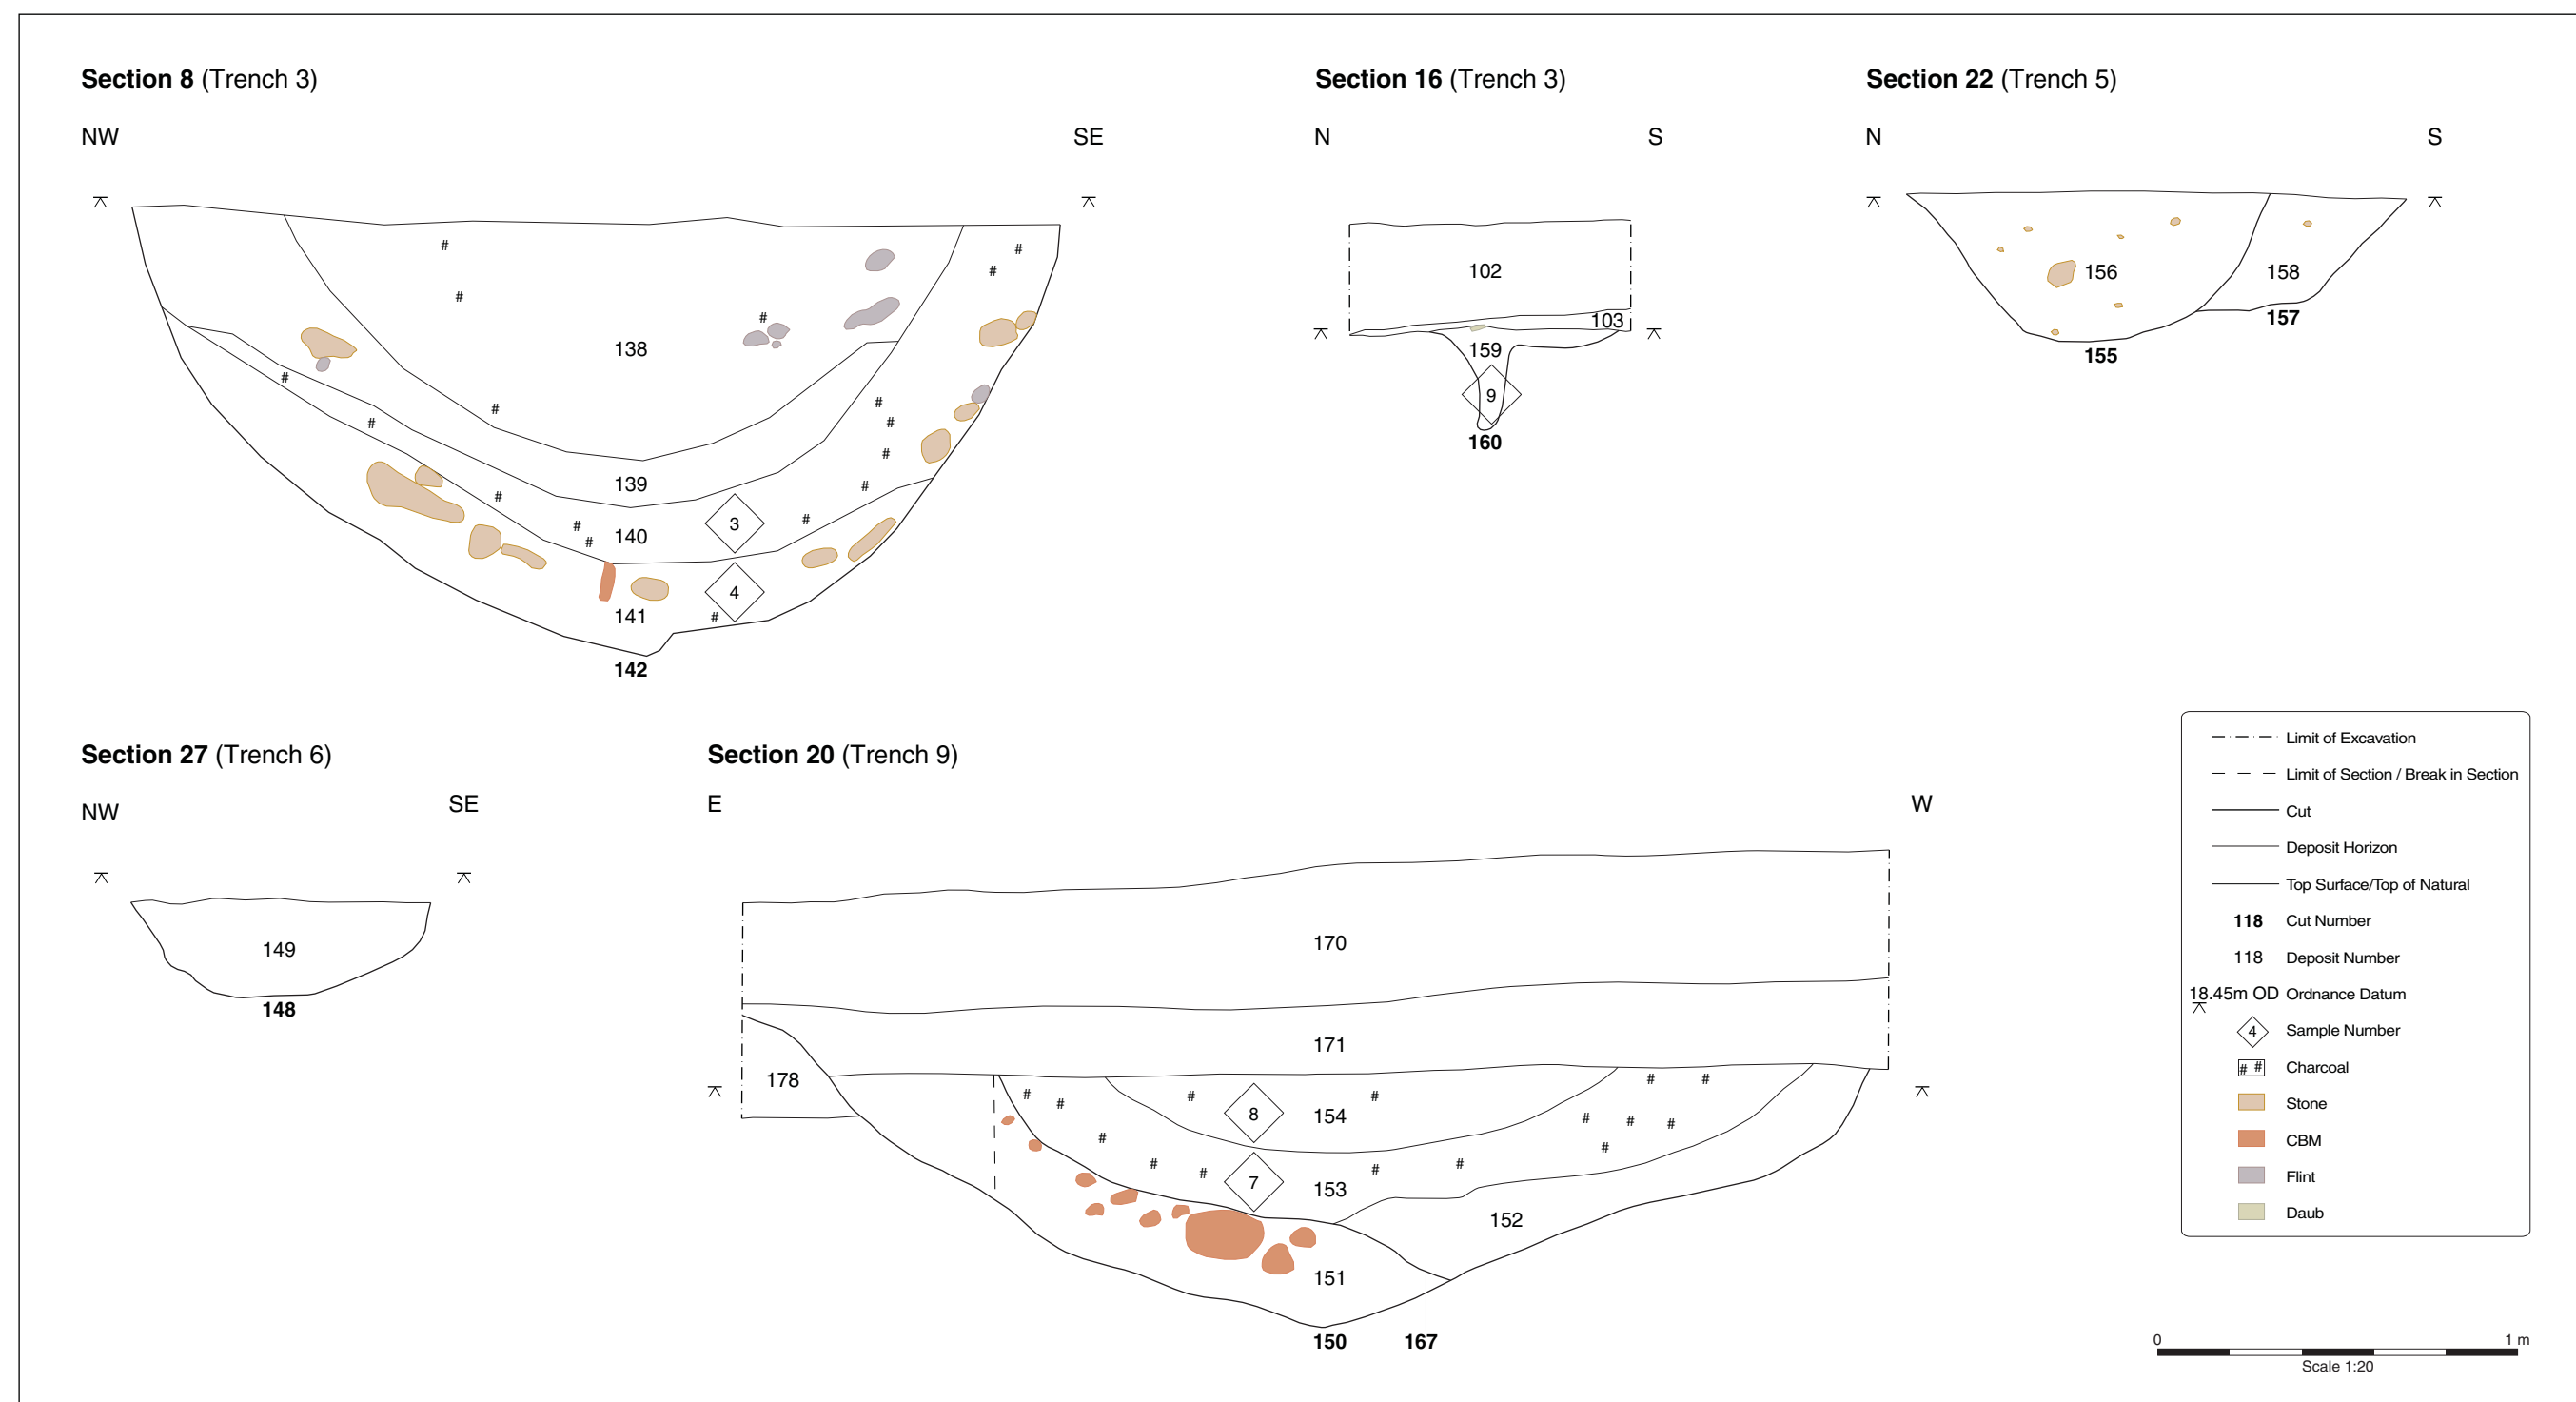 Section 8 (Trench 3)
NW
SE
138
139
140
3
4
141
142
Section 16 (Trench 3)
N
S
102
103
159
9
160
Section 22 (Trench 5)
N
S
156
158
157
155
Section 27 (Trench 6)
NW
SE
149
148
Section 20 (Trench 9)
E
W
170
171
178
8
154
7
153
152
151
150
167
Limit of Excavation
Limit of Section / Break in Section
Cut
Deposit Horizon
Top Surface/Top of Natural
118 Cut Number
118 Deposit Number
18.45m OD Ordnance Datum
4 Sample Number
# # Charcoal
Stone
CBM
Flint
Daub
0 1 m
Scale 1:20